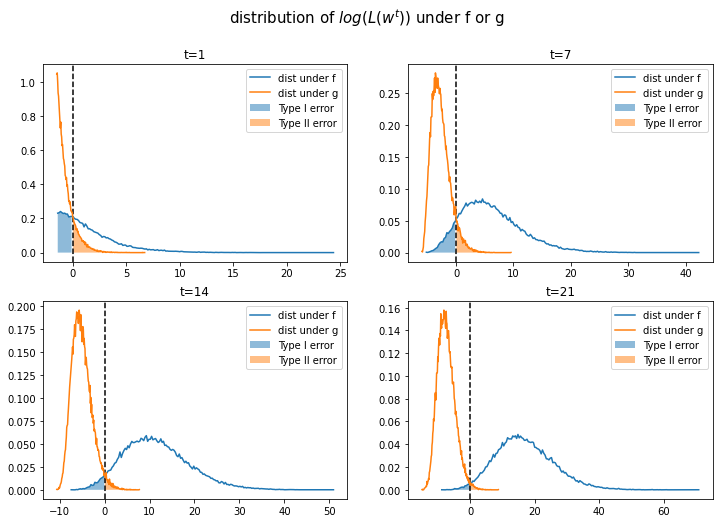 distribution of log(L(w^t)) under f or g
t=1
1.0
0.8
0.6
0.4
0.2
0.0
0
5
10
15
20
25
dist under f
dist under g
Type I error
Type II error
t=7
0.25
0.20
0.15
0.10
0.05
0.00
0
20
40
dist under f
dist under g
Type I error
Type II error
t=14
0.200
0.175
0.150
0.125
0.100
0.075
0.050
0.025
0.000
−10
0
10
20
30
40
50
dist under f
dist under g
Type I error
Type II error
t=21
0.16
0.14
0.12
0.10
0.08
0.06
0.04
0.02
0.00
0
20
40
60
dist under f
dist under g
Type I error
Type II error